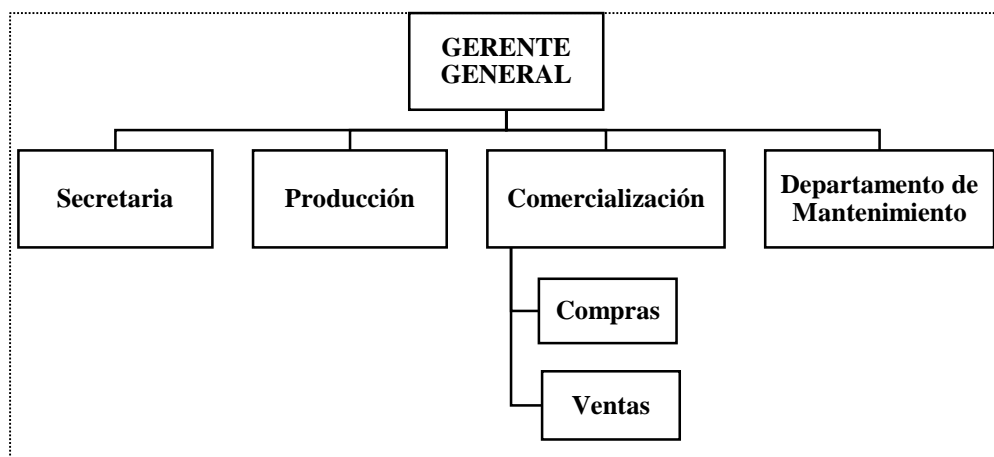 GERENTE
GENERAL
Secretaria
Producción
Comercialización
Departamento de
Mantenimiento
Compras
Ventas